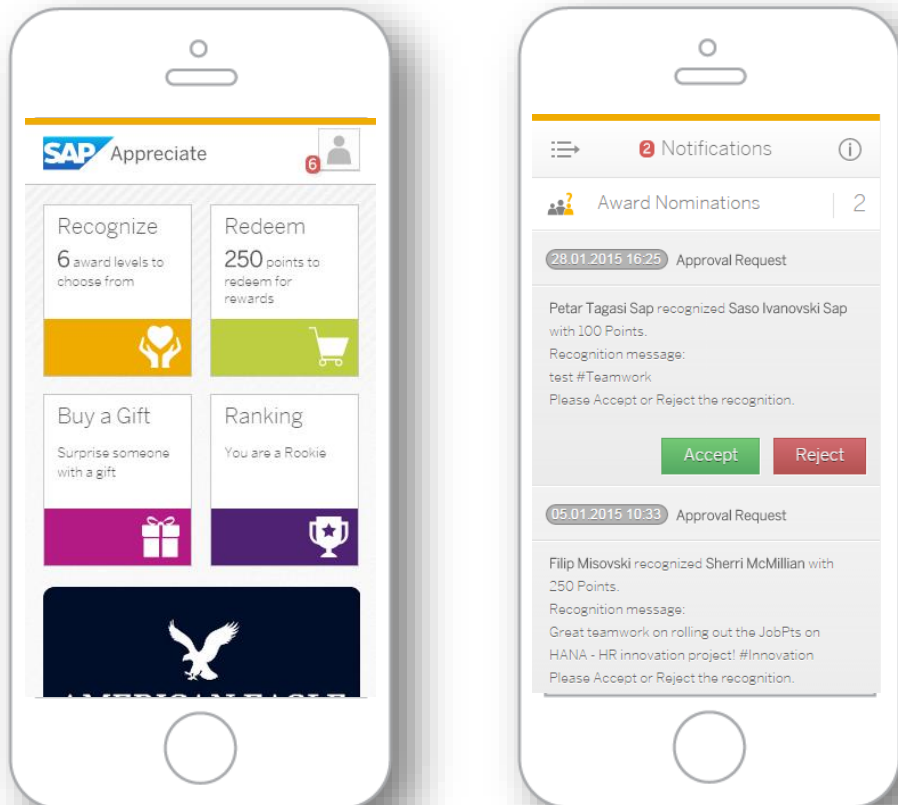 SAP Appreciate
6
Recognize
6 award levels to
choose from
Redeem
250 points to
redeem for
rewards
Buy a Gift
Surprise someone
with a gift
Ranking
You are a Rookie
AMERICAN EAGLE
2 Notifications
Award Nominations 2
28.01.2015 16:25 Approval Request
Petar Tagasi Sap recognized Saso Ivanovski Sap
with 100 Points.
Recognition message:
test #Teamwork
Please Accept or Reject the recognition.
Accept Reject
05.01.2015 10:33 Approval Request
Filip Misovski recognized Sherri McMillian with
250 Points.
Recognition message:
Great teamwork on rolling out the JobPts on
HANA - HR innovation project! #Innovation
Please Accept or Reject the recognition.